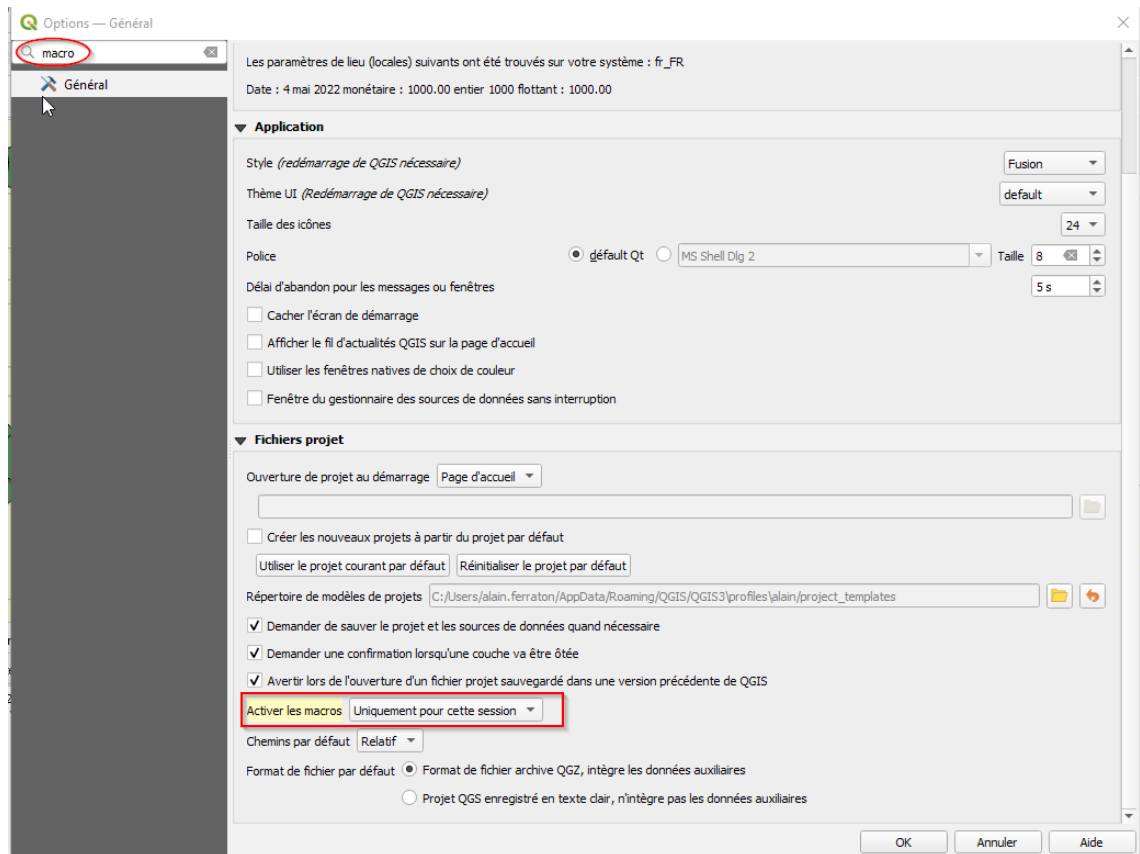 Options — Général
macro
Général
Les paramètres de lieu (locales) suivants ont été trouvés sur votre système : fr_FR
Date : 4 mai 2022 monétaire : 1000.00 entier 1000 flottant : 1000.00
Application
Style (redémarrage de QGIS nécessaire) Fusion
Thème UI (Redémarrage de QGIS nécessaire) default
Taille des icônes 24
Police défault Qt MS Shell Dlg 2 Taille 8
Délai d'abandon pour les messages ou fenêtres 5 s
Cacher l'écran de démarrage
Afficher le fil d'actualités QGIS sur la page d'accueil
Utiliser les fenêtres natives de choix de couleur
Fenêtre du gestionnaire des sources de données sans interruption
Fichiers projet
Ouverture de projet au démarrage Page d'accueil
Créer les nouveaux projets à partir du projet par défaut
Utiliser le projet courant par défaut Réinitialiser le projet par défaut
Répertoire de modèles de projets C:/Users/alain.ferraton/AppData/Roaming/QGIS/QGIS3\profiles\alain/project_templates
Demander de sauver le projet et les sources de données quand nécessaire
Demander une confirmation lorsqu'une couche va être ôtée
Avertir lors de l'ouverture d'un fichier projet sauvegardé dans une version précédente de QGIS
Activer les macros Uniquement pour cette session
Chemins par défaut Relatif
Format de fichier par défaut Format de fichier archive QGZ, intègre les données auxiliaires
Projet QGS enregistré en texte clair, n'intègre pas les données auxiliaires
OK Annuler Aide